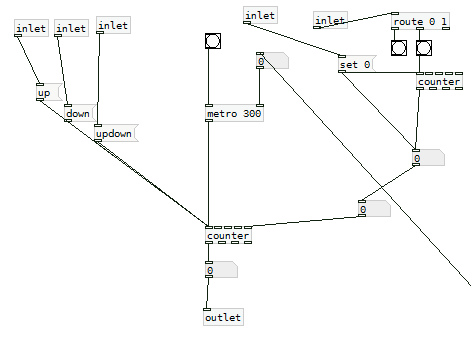 inlet
inlet
inlet
inlet
inlet
route 0 1
0
set 0
counter
up
down
updown
metro 300
0
0
counter
0
outlet